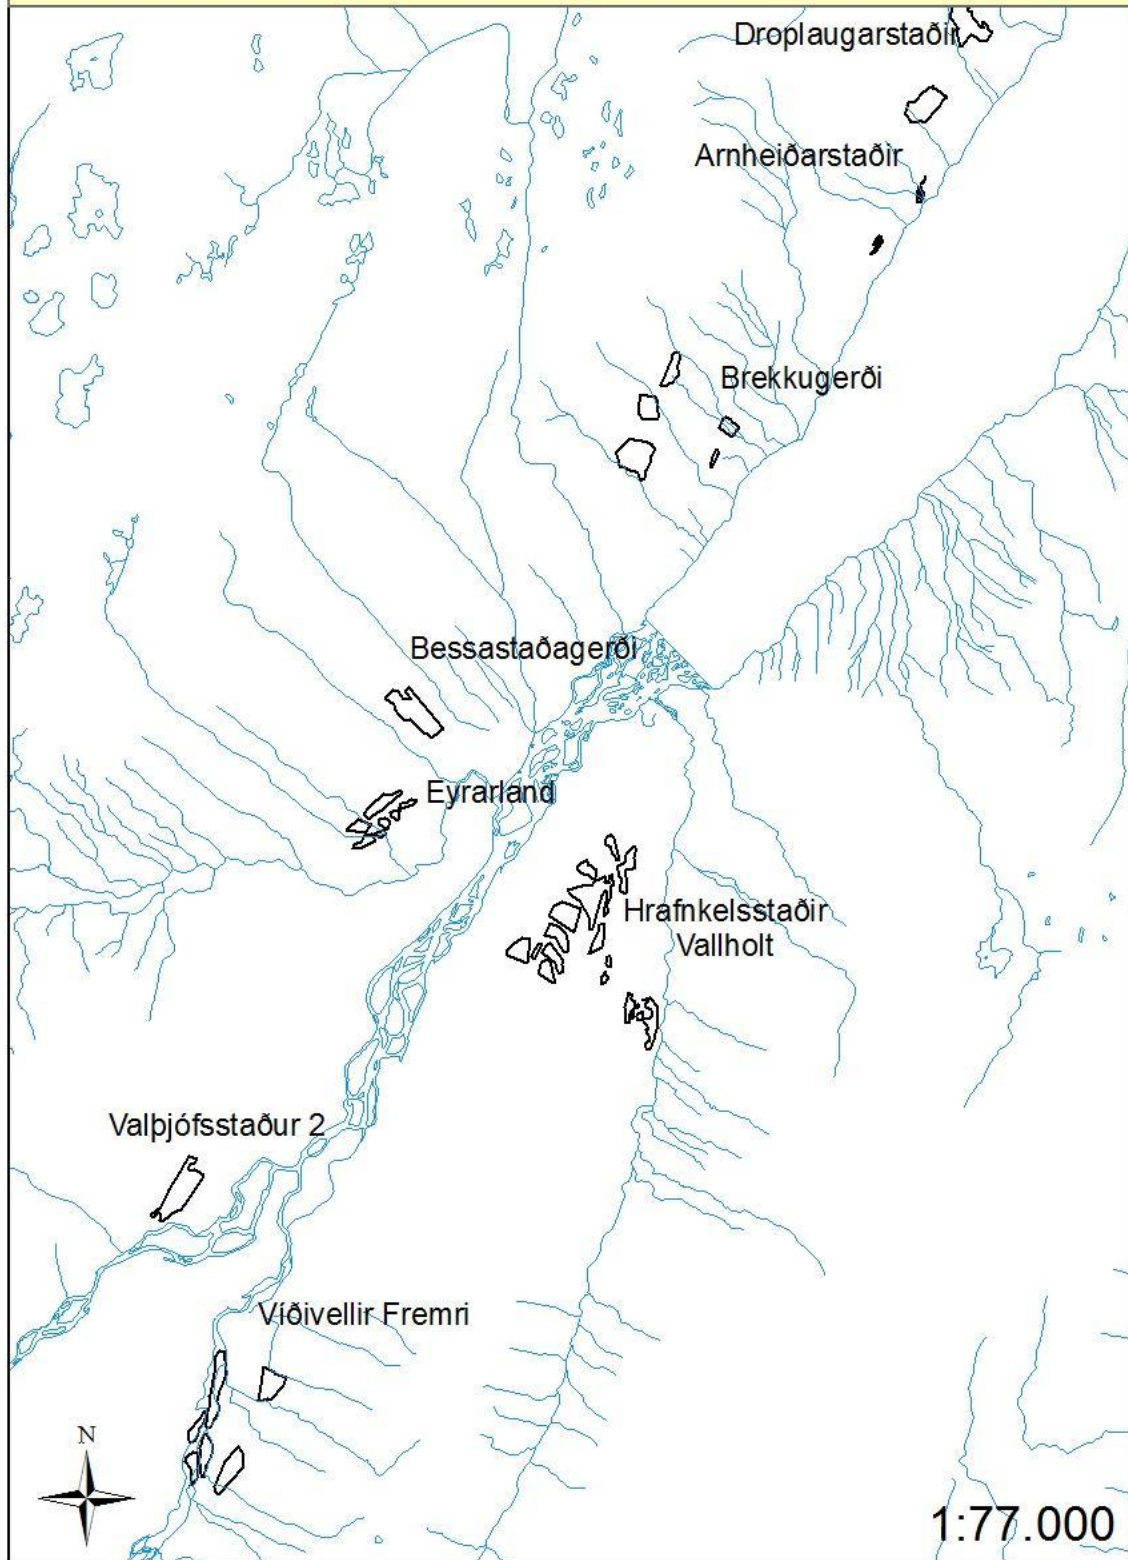 Droplaugarstaðir
Arnheiðarstaðir
Brekkugerði
Bessastaðagerði
Eyrarland
Hrafnkelsstaðir
Vallholt
Valþjófsstaður 2
Víðivellir Fremri
N
1:77.000